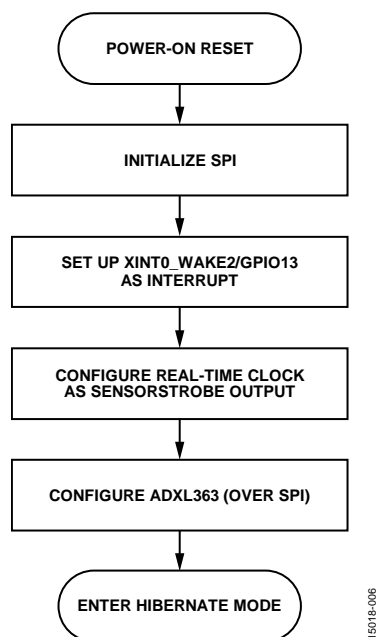 POWER-ON RESET
INITIALIZE SPI
SET UP XINT0_WAKE2/GPIO13
AS INTERRUPT
CONFIGURE REAL-TIME CLOCK
AS SENSORSTROBE OUTPUT
CONFIGURE ADXL363 (OVER SPI)
ENTER HIBERNATE MODE
15018-006